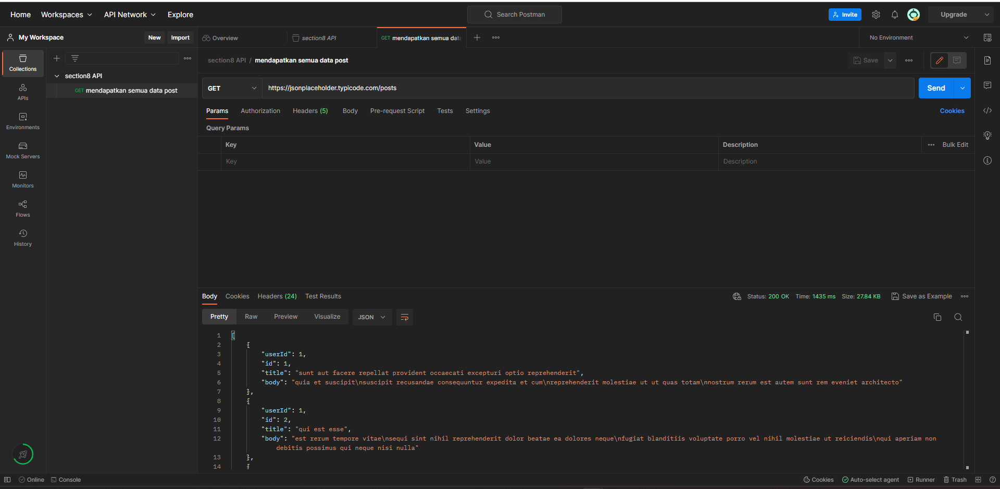 Home Workspaces API Network Explore Search Postman Invite Upgrade
My Workspace New Import Overview section8 API GET mendapatkan semua data No Environment
section8 API / mendapatkan semua data post Save
Collections
section8 API
GET mendapatkan semua data post
APIs
Environments
Mock Servers
Monitors
Flows
History
GET https://jsonplaceholder.typicode.com/posts Send
Params Authorization Headers (5) Body Pre-request Script Tests Settings Cookies
Query Params
Key Value Description Bulk Edit
Key Value Description
Body Cookies Headers (24) Test Results Status: 200 OK Time: 1435 ms Size: 27.84 KB Save as Example
Pretty Raw Preview Visualize JSON
1 [
2 {
3 "userId": 1,
4 "id": 1,
5 "title": "sunt aut facere repellat provident occaecati excepturi optio reprehenderit",
6 "body": "quia et suscipit\nsuscipit recusandae consequuntur expedita et cum\nreprehenderit molestiae ut ut quas totam\nnostrum rerum est autem sunt rem eveniet architecto"
7 },
8 {
9 "userId": 1,
10 "id": 2,
11 "title": "qui est esse",
12 "body": "est rerum tempore vitae\nsequi sint nihil reprehenderit dolor beatae ea dolores neque\nfugiat blanditiis voluptate porro vel nihil molestiae ut reiciendis\nqui aperiam non
debitis possimus qui neque nisi nulla"
13 },
14 {
Online Console Cookies Auto-select agent Runner Trash